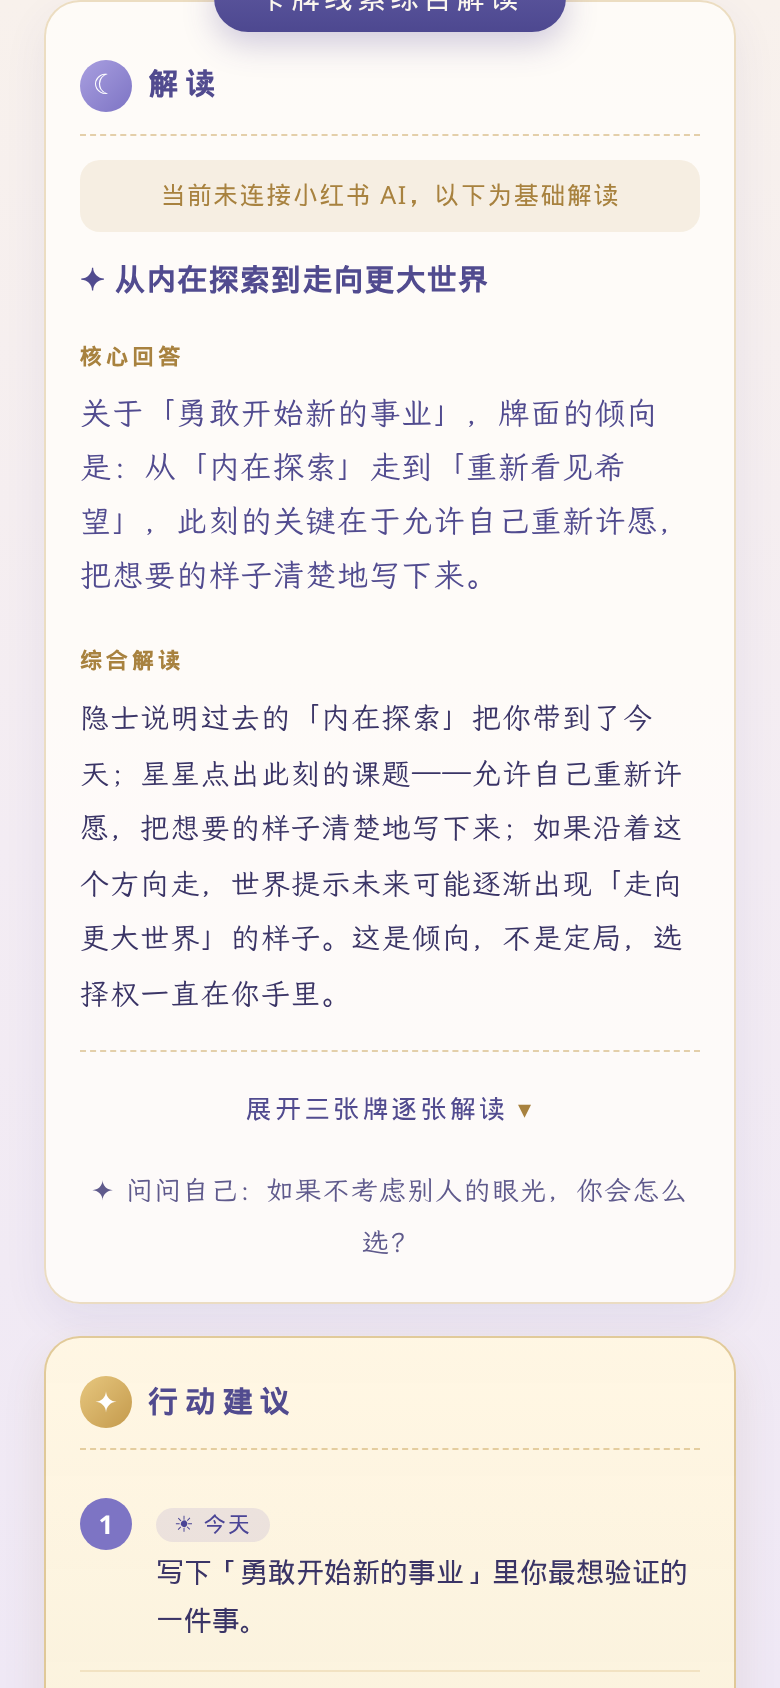 卡牌线索综合解读
☾ 解读
当前未连接小红书 AI，以下为基础解读
✦ 从内在探索到走向更大世界
核心回答
关于「勇敢开始新的事业」，牌面的倾向
是：从「内在探索」走到「重新看见希
望」，此刻的关键在于允许自己重新许愿，
把想要的样子清楚地写下来。
综合解读
隐士说明过去的「内在探索」把你带到了今
天；星星点出此刻的课题——允许自己重新许
愿，把想要的样子清楚地写下来；如果沿着这
个方向走，世界提示未来可能逐渐出现「走向
更大世界」的样子。这是倾向，不是定局，选
择权一直在你手里。
展开三张牌逐张解读 ▾
✦ 问问自己：如果不考虑别人的眼光，你会怎么
选？
✦ 行动建议
1 ☀ 今天
写下「勇敢开始新的事业」里你最想验证的
一件事。